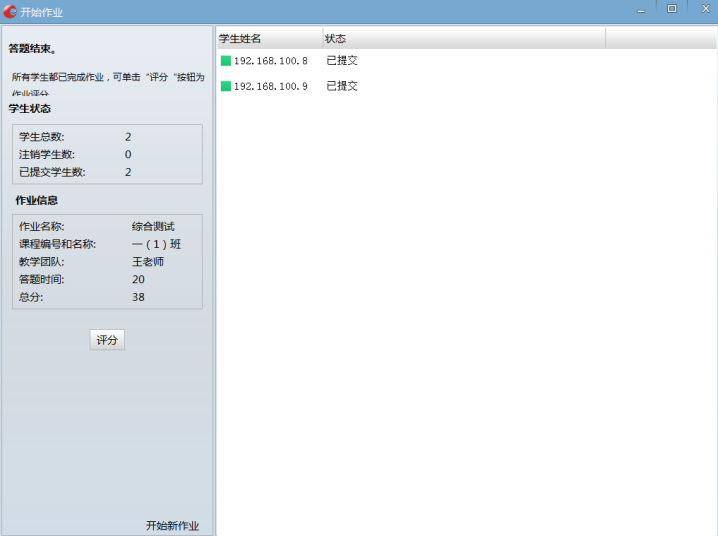 开始作业
答题结束。
所有学生都已完成作业，可单击“评分“按钮为
作业评分
学生状态
学生总数: 2
注销学生数: 0
已提交学生数: 2
作业信息
作业名称: 综合测试
课程编号和名称: 一（1）班
教学团队: 王老师
答题时间: 20
总分: 38
评分
开始新作业
学生姓名 状态
192.168.100.8 已提交
192.168.100.9 已提交